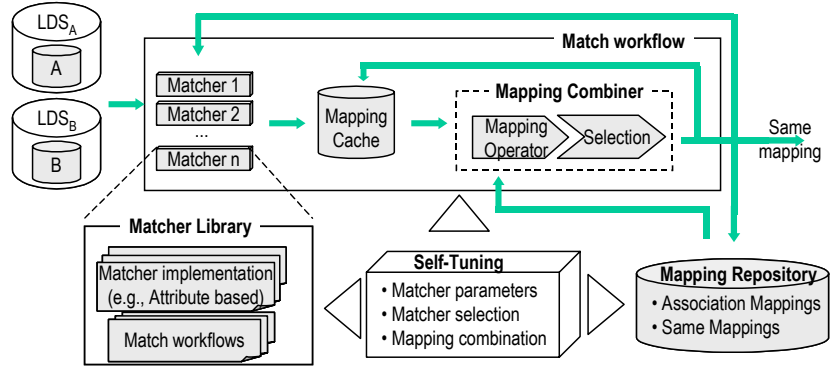 LDSA
A
LDSB
B
Match workflow
Matcher 1
Matcher 2
...
Matcher n
Mapping
Cache
Mapping Combiner
Mapping
Operator
Selection
Same
mapping
Matcher Library
Matcher implementation
(e.g., Attribute based)
Match workflows
Self-Tuning
• Matcher parameters
• Matcher selection
• Mapping combination
Mapping Repository
• Association Mappings
• Same Mappings